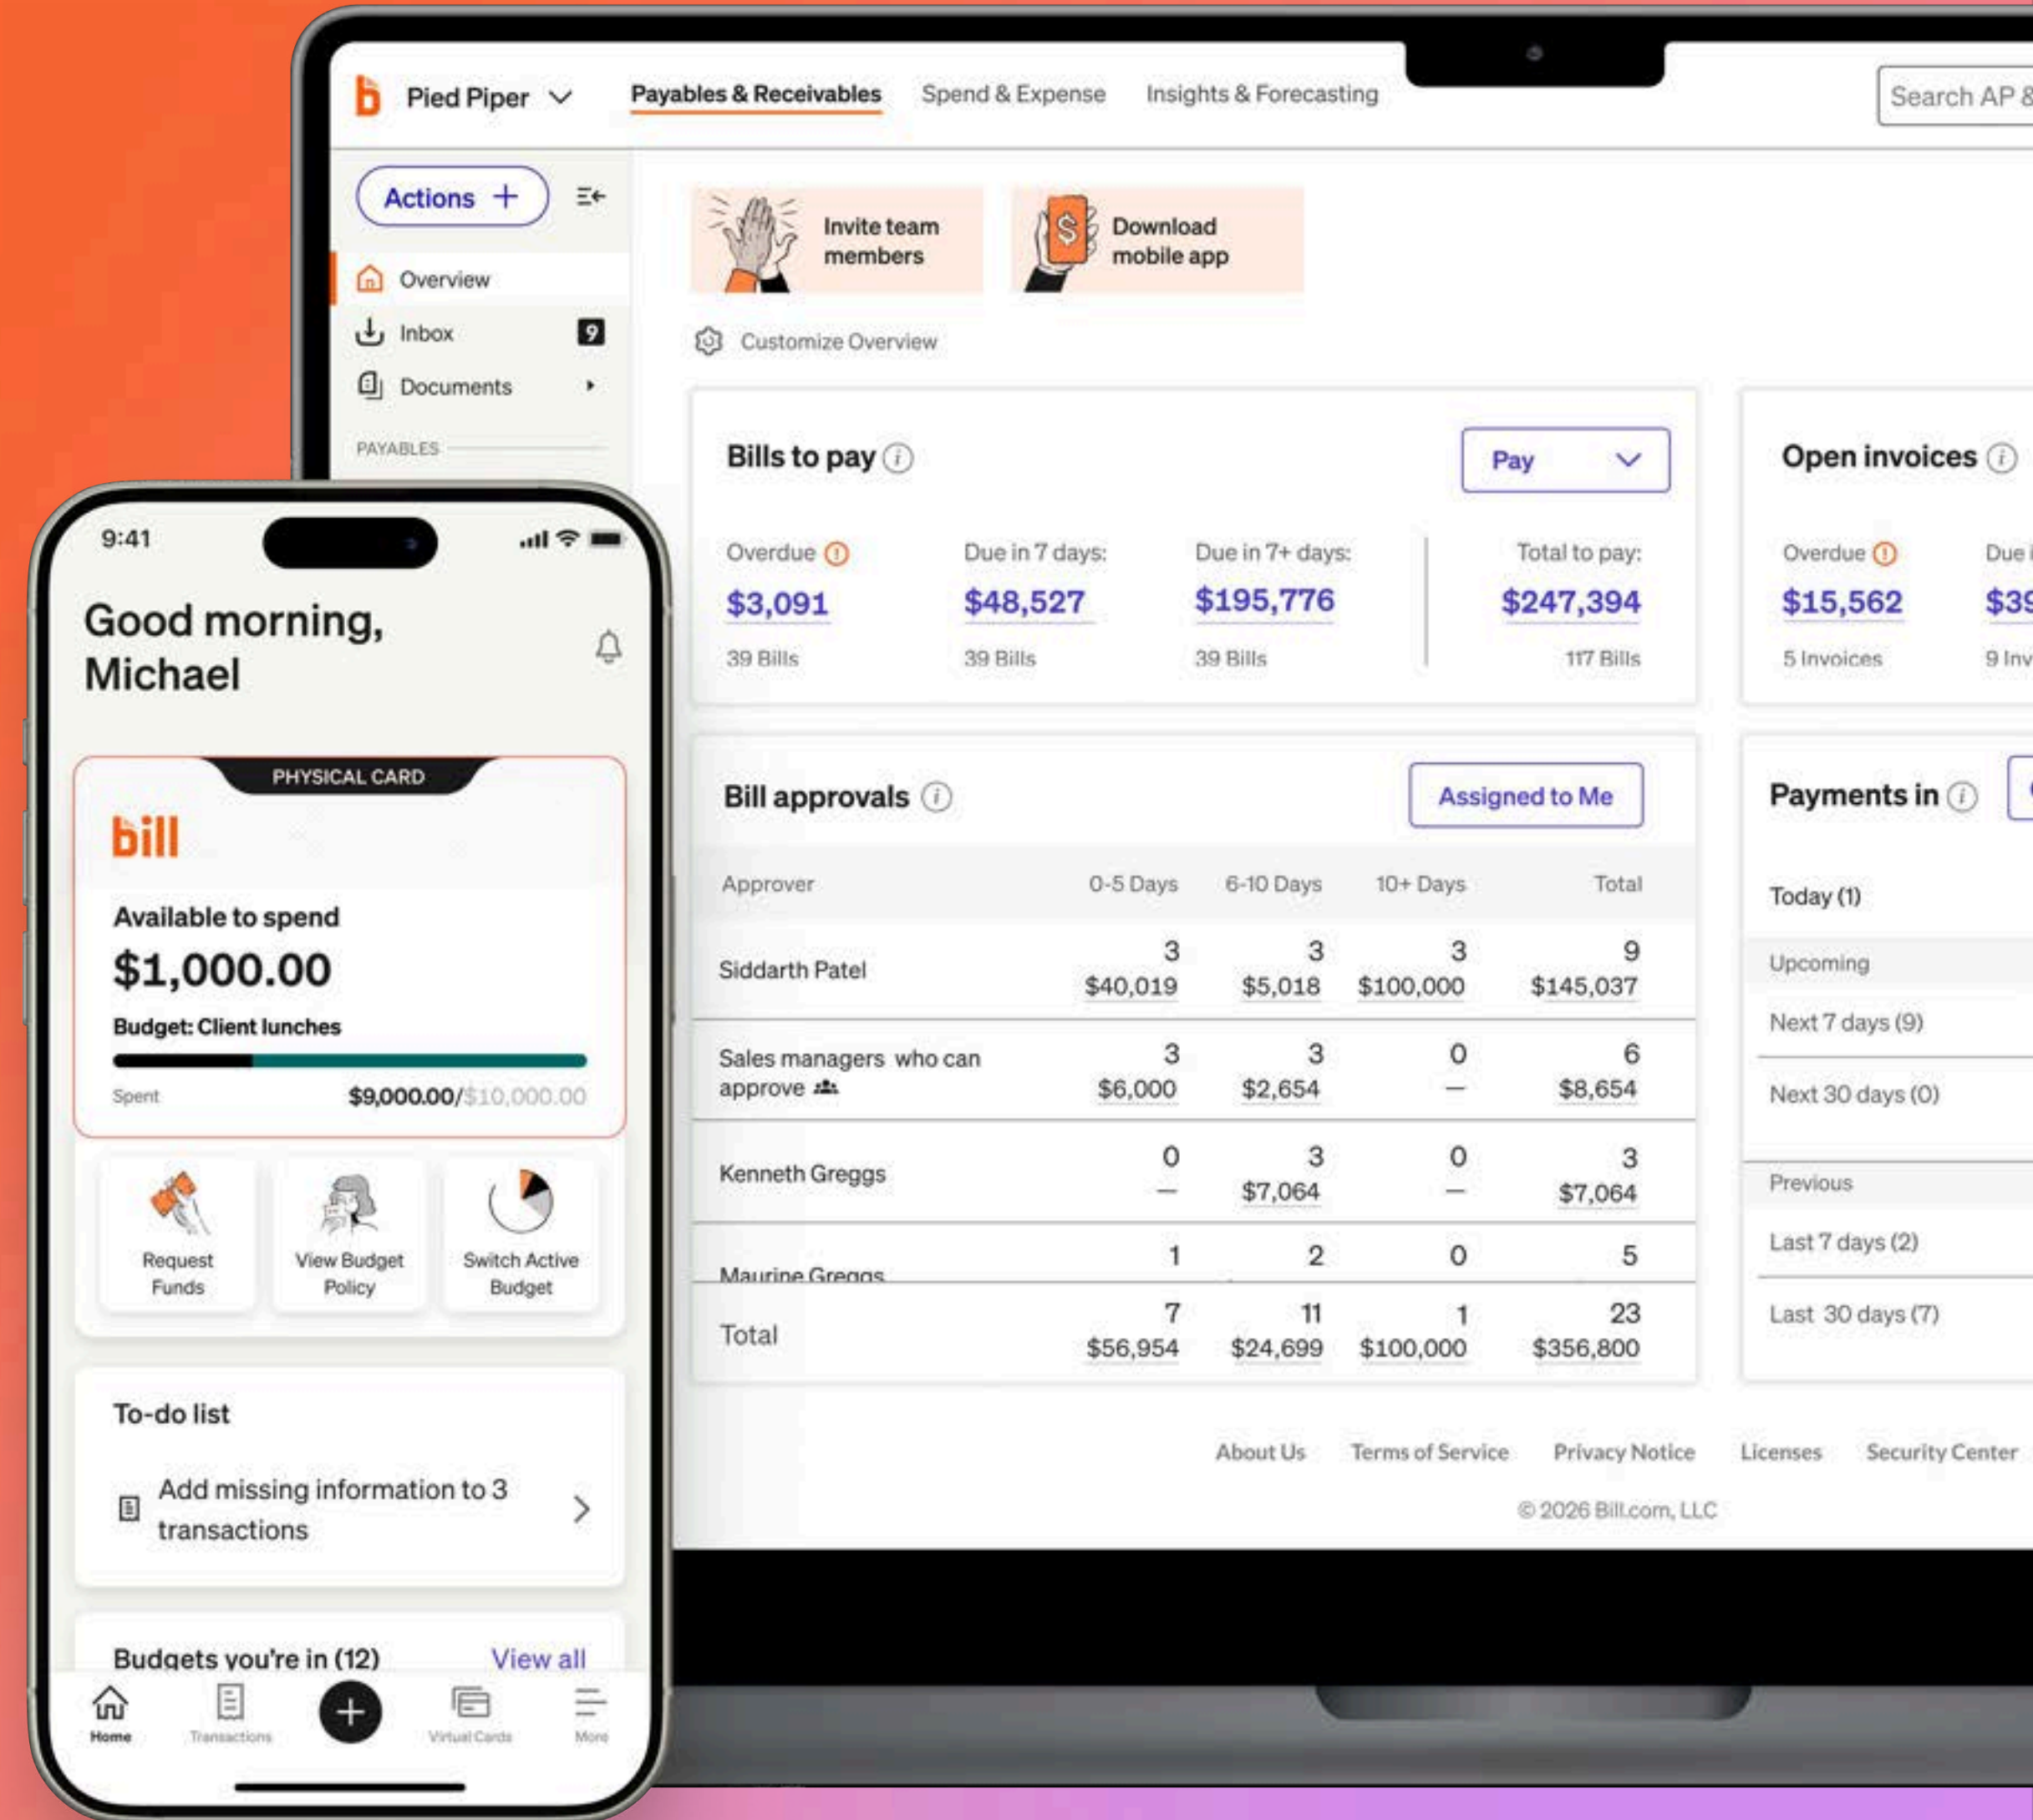 Pied Piper
Payables & Receivables Spend & Expense Insights & Forecasting
Search AP &
Actions +
Overview
Inbox 9
Documents
PAYABLES
Invite team
members
Download
mobile app
Customize Overview
Bills to pay
Pay
Overdue Due in 7 days: Due in 7+ days: Total to pay:
$3,091 $48,527 $195,776 $247,394
39 Bills 39 Bills 39 Bills 117 Bills
Open invoices
Overdue Due
$15,562 $39
5 Invoices 9 Inv
Bill approvals
Assigned to Me
Approver 0-5 Days 6-10 Days 10+ Days Total
3 3 3 9
Siddarth Patel
$40,019 $5,018 $100,000 $145,037
3 3 0 6
Sales managers who can
approve
$6,000 $2,654 — $8,654
0 3 0 3
Kenneth Greggs
— $7,064 — $7,064
1 2 0 5
Maurine Greggs
7 11 1 23
Total
$56,954 $24,699 $100,000 $356,800
Payments in
Today (1)
Upcoming
Next 7 days (9)
Next 30 days (0)
Previous
Last 7 days (2)
Last 30 days (7)
About Us Terms of Service Privacy Notice Licenses Security Center
© 2026 Bill.com, LLC
9:41
Good morning,
Michael
PHYSICAL CARD
bill
Available to spend
$1,000.00
Budget: Client lunches
Spent $9,000.00/$10,000.00
Request
Funds
View Budget
Policy
Switch Active
Budget
To-do list
Add missing information to 3
transactions
Budgets you're in (12) View all
Home Transactions + Virtual Cards More